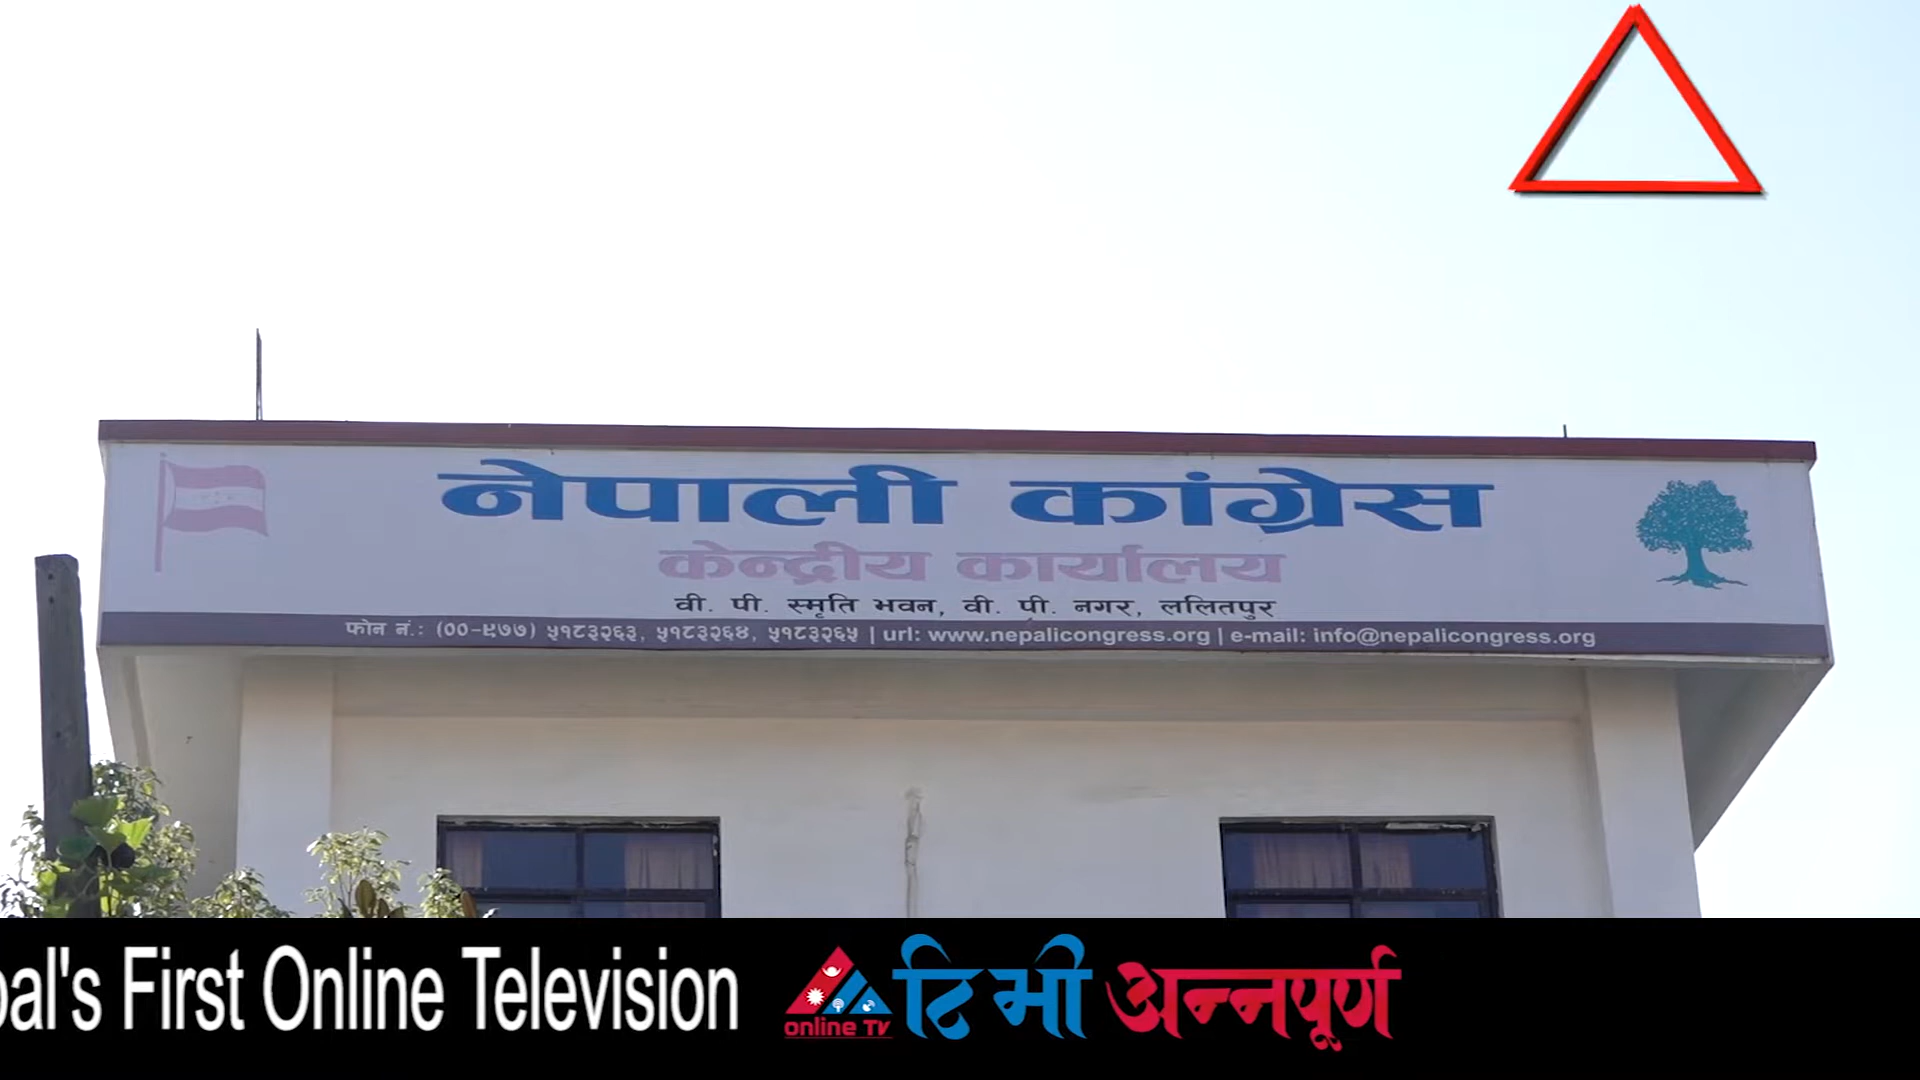 नेपाली कांग्रेस
केन्द्रीय कार्यालय
वी. पी. स्मृति भवन, वी. पी. नगर, ललितपुर
फोन नं.: (00-९७७) ५१८३२६३, ५१८३२६४, ५१८३२६५ | url: www.nepalicongress.org | e-mail: info@nepalicongress.org
pal's First Online Television
online TV
टिभी अन्नपूर्ण